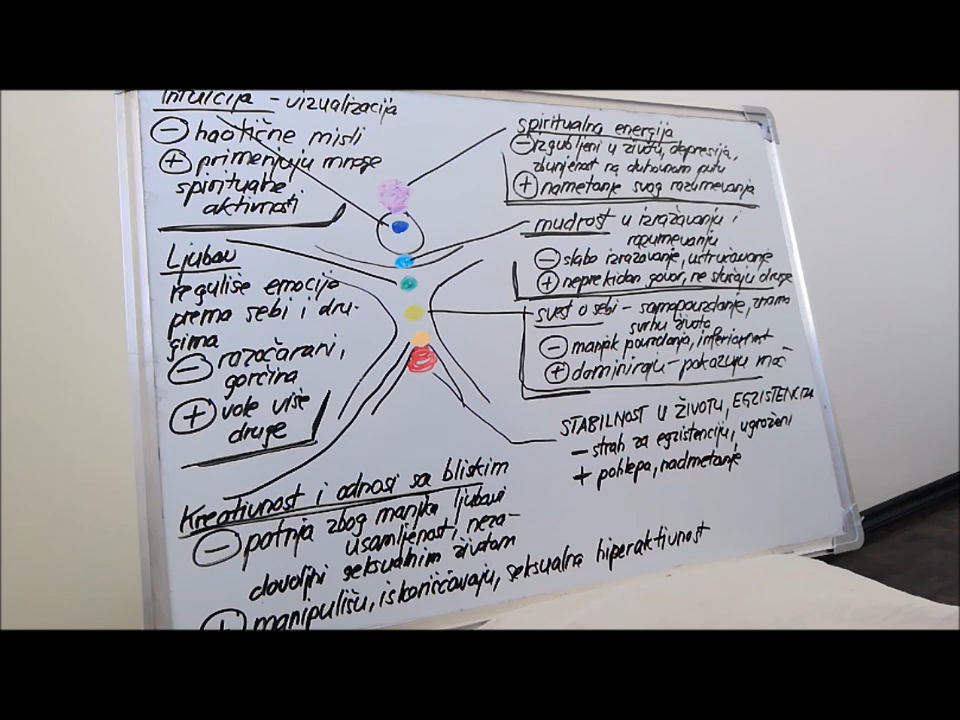 Intuicija - vizualizacija
- haotične misli
+ primenjuju mnoge
spiritualne
aktivnosti
Ljubav
reguliše emocije
prema sebi i dru-
gima
- razočarani,
gorčina
+ vole više
druge
Kreativnost i odnosi sa bliskim
- patnja zbog manjka ljubavi
usamljenost, neza-
dovoljni seksualnim životom
+ manipulišu, iskorišćavaju, seksualna hiperaktivnost
spiritualna energija
- izgubljeni u životu, depresija,
zbunjenost na duhovnom putu
+ nametanje svog razumevanja
mudrost u izražavanju i
razumevanju
- slabo izražavanje, ustručavanje
+ neprekidan govor, ne slušaju druge
svest o sebi - samopouzdanje, znamo
svrhu života
- manjak pouzdanja, inferiornost
+ dominiraju - pokazuju moć
STABILNOST U ŽIVOTU, EGZISTENCIJA
- strah za egzistenciju, ugroženi
+ pohlepa, nadmetanje